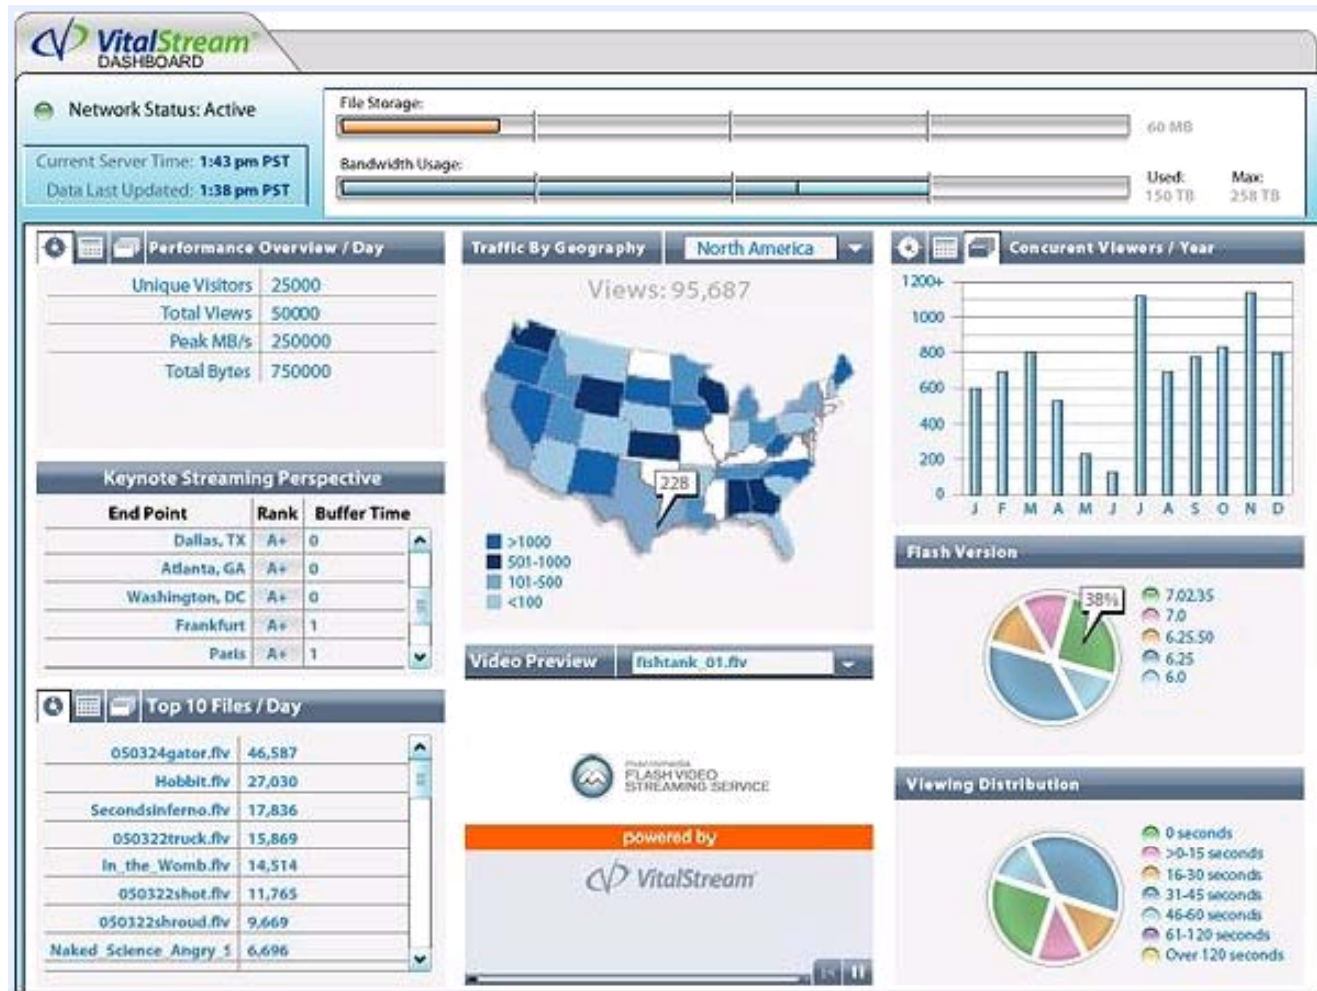 VitalStream
DASHBOARD
Network Status: Active
Current Server Time: 1:43 pm PST
Data Last Updated: 1:38 pm PST
File Storage:
60 MB
Bandwidth Usage:
Used: Max:
150 TB 258 TB
Performance Overview / Day
Unique Visitors 25000
Total Views 50000
Peak MB/s 250000
Total Bytes 750000
Keynote Streaming Perspective
End Point Rank Buffer Time
Dallas, TX A+ 0
Atlanta, GA A+ 0
Washington, DC A+ 0
Frankfurt A+ 1
Paris A+ 1
Top 10 Files / Day
050324gator.flv 46,587
Hobbit.flv 27,030
Secondsinferno.flv 17,836
050322truck.flv 15,869
In_the_Womb.flv 14,514
050322shot.flv 11,765
050322shroud.flv 9,669
Naked_Science_Angry_S 6,696
Traffic By Geography North America
Views: 95,687
228
>1000
501-1000
101-500
<100
Video Preview fishtank_01.flv
macromedia
FLASH VIDEO
STREAMING SERVICE
powered by
VitalStream
Concurent Viewers / Year
1200+
1000
800
600
400
200
0
J F M A M J J A S O N D
Flash Version
38%
7.02.35
7.0
6.25.50
6.25
6.0
Viewing Distribution
0 seconds
>0-15 seconds
16-30 seconds
31-45 seconds
46-60 seconds
61-120 seconds
Over 120 seconds